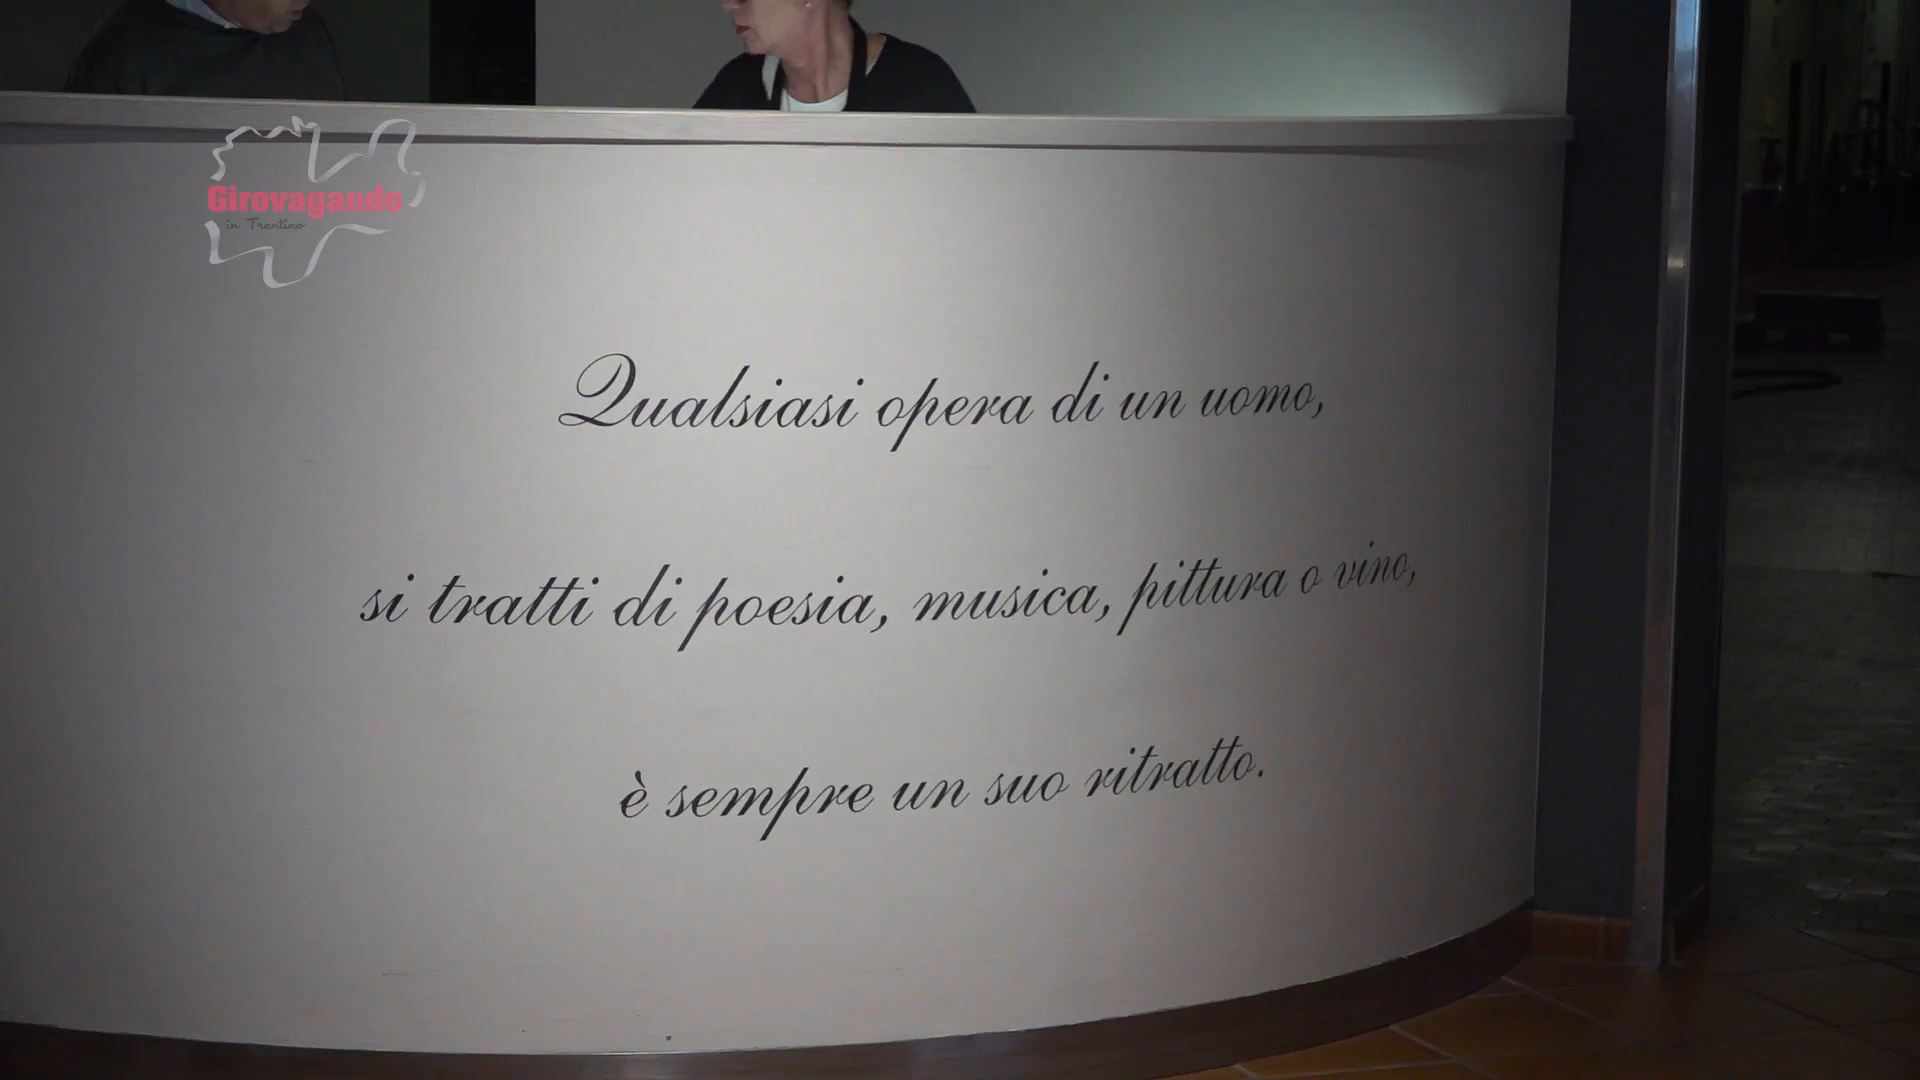 Girovagando
in Trentino
Qualsiasi opera di un uomo,
si tratti di poesia, musica, pittura o vino,
è sempre un suo ritratto.